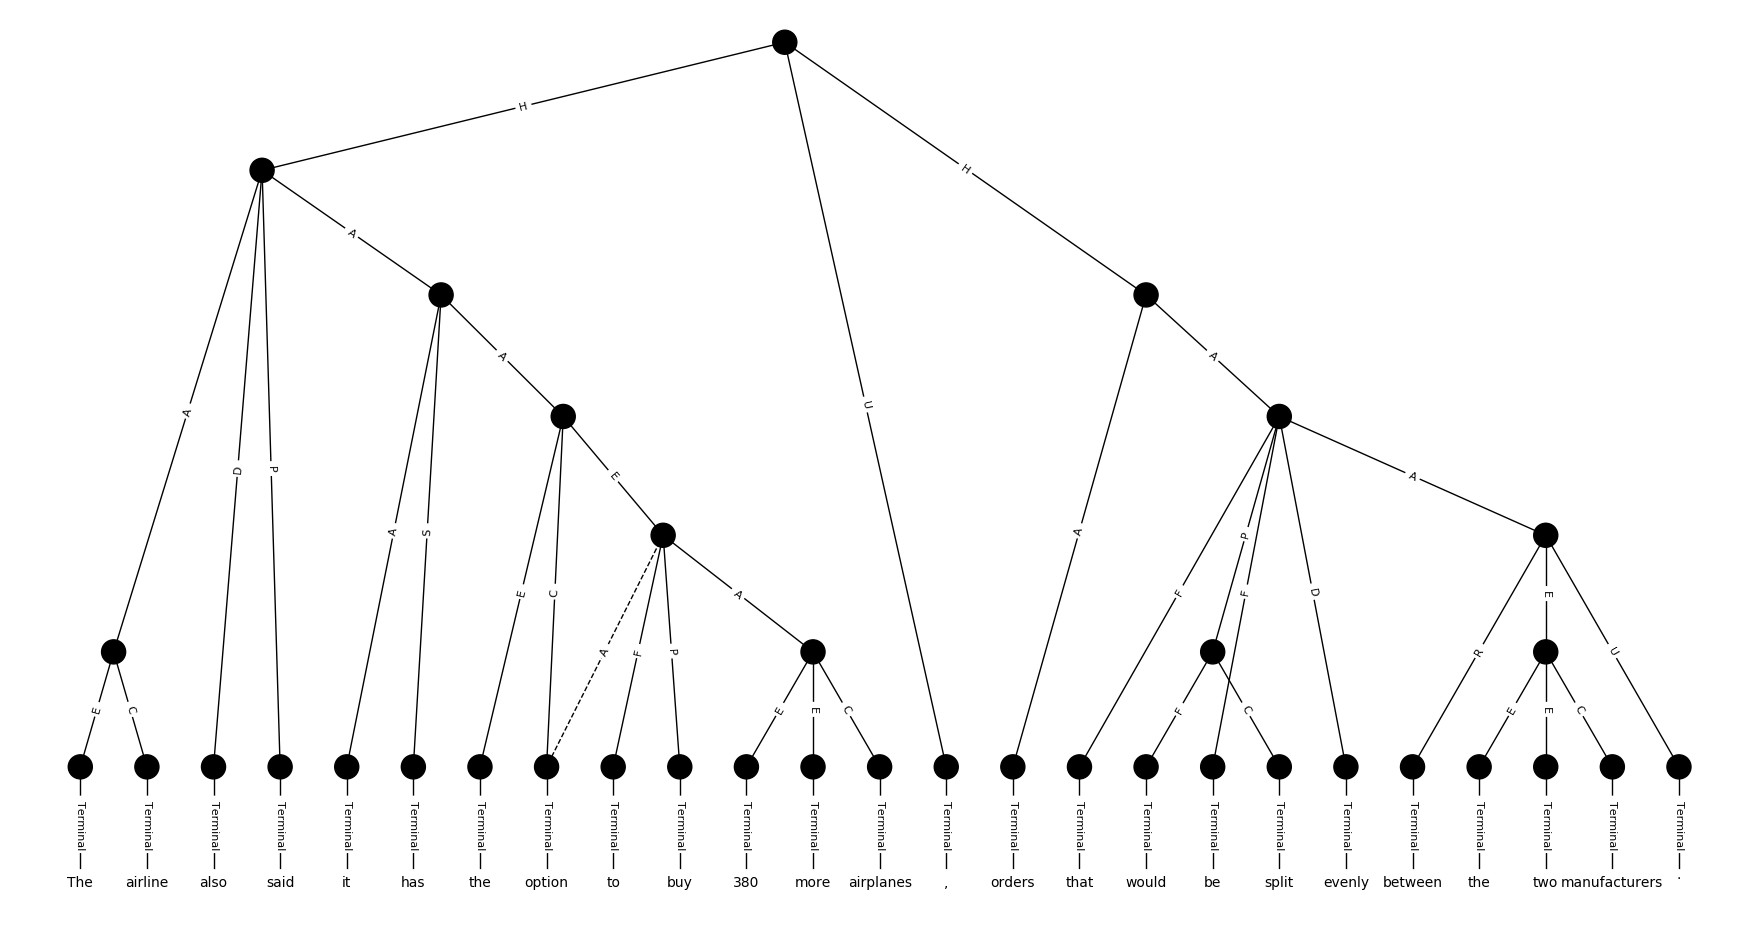 H
H
A
A
A
A
U
A
D
P
E
A
A
S
A
F
P
F
D
E
C
A
F
P
A
R
E
U
E
C
E
E
C
F
C
E
E
C
Terminal Terminal Terminal Terminal Terminal Terminal Terminal Terminal Terminal Terminal Terminal Terminal Terminal Terminal Terminal Terminal Terminal Terminal Terminal Terminal Terminal Terminal Terminal Terminal Terminal
The airline also said it has the option to buy 380 more airplanes , orders that would be split evenly between the two manufacturers .